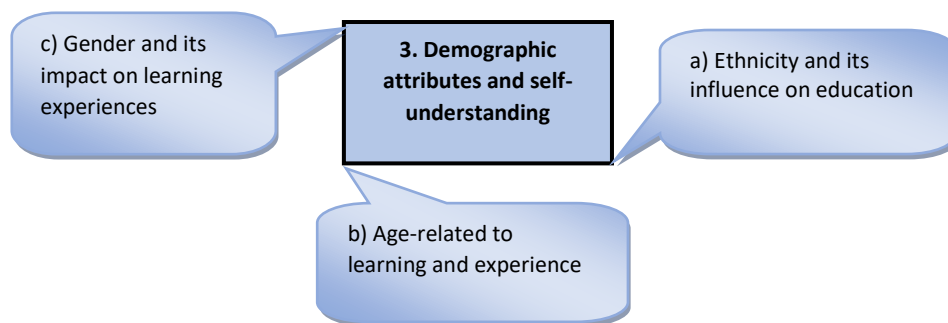 c) Gender and its
impact on learning
experiences
3. Demographic
attributes and self-
understanding
a) Ethnicity and its
influence on education
b) Age-related to
learning and experience